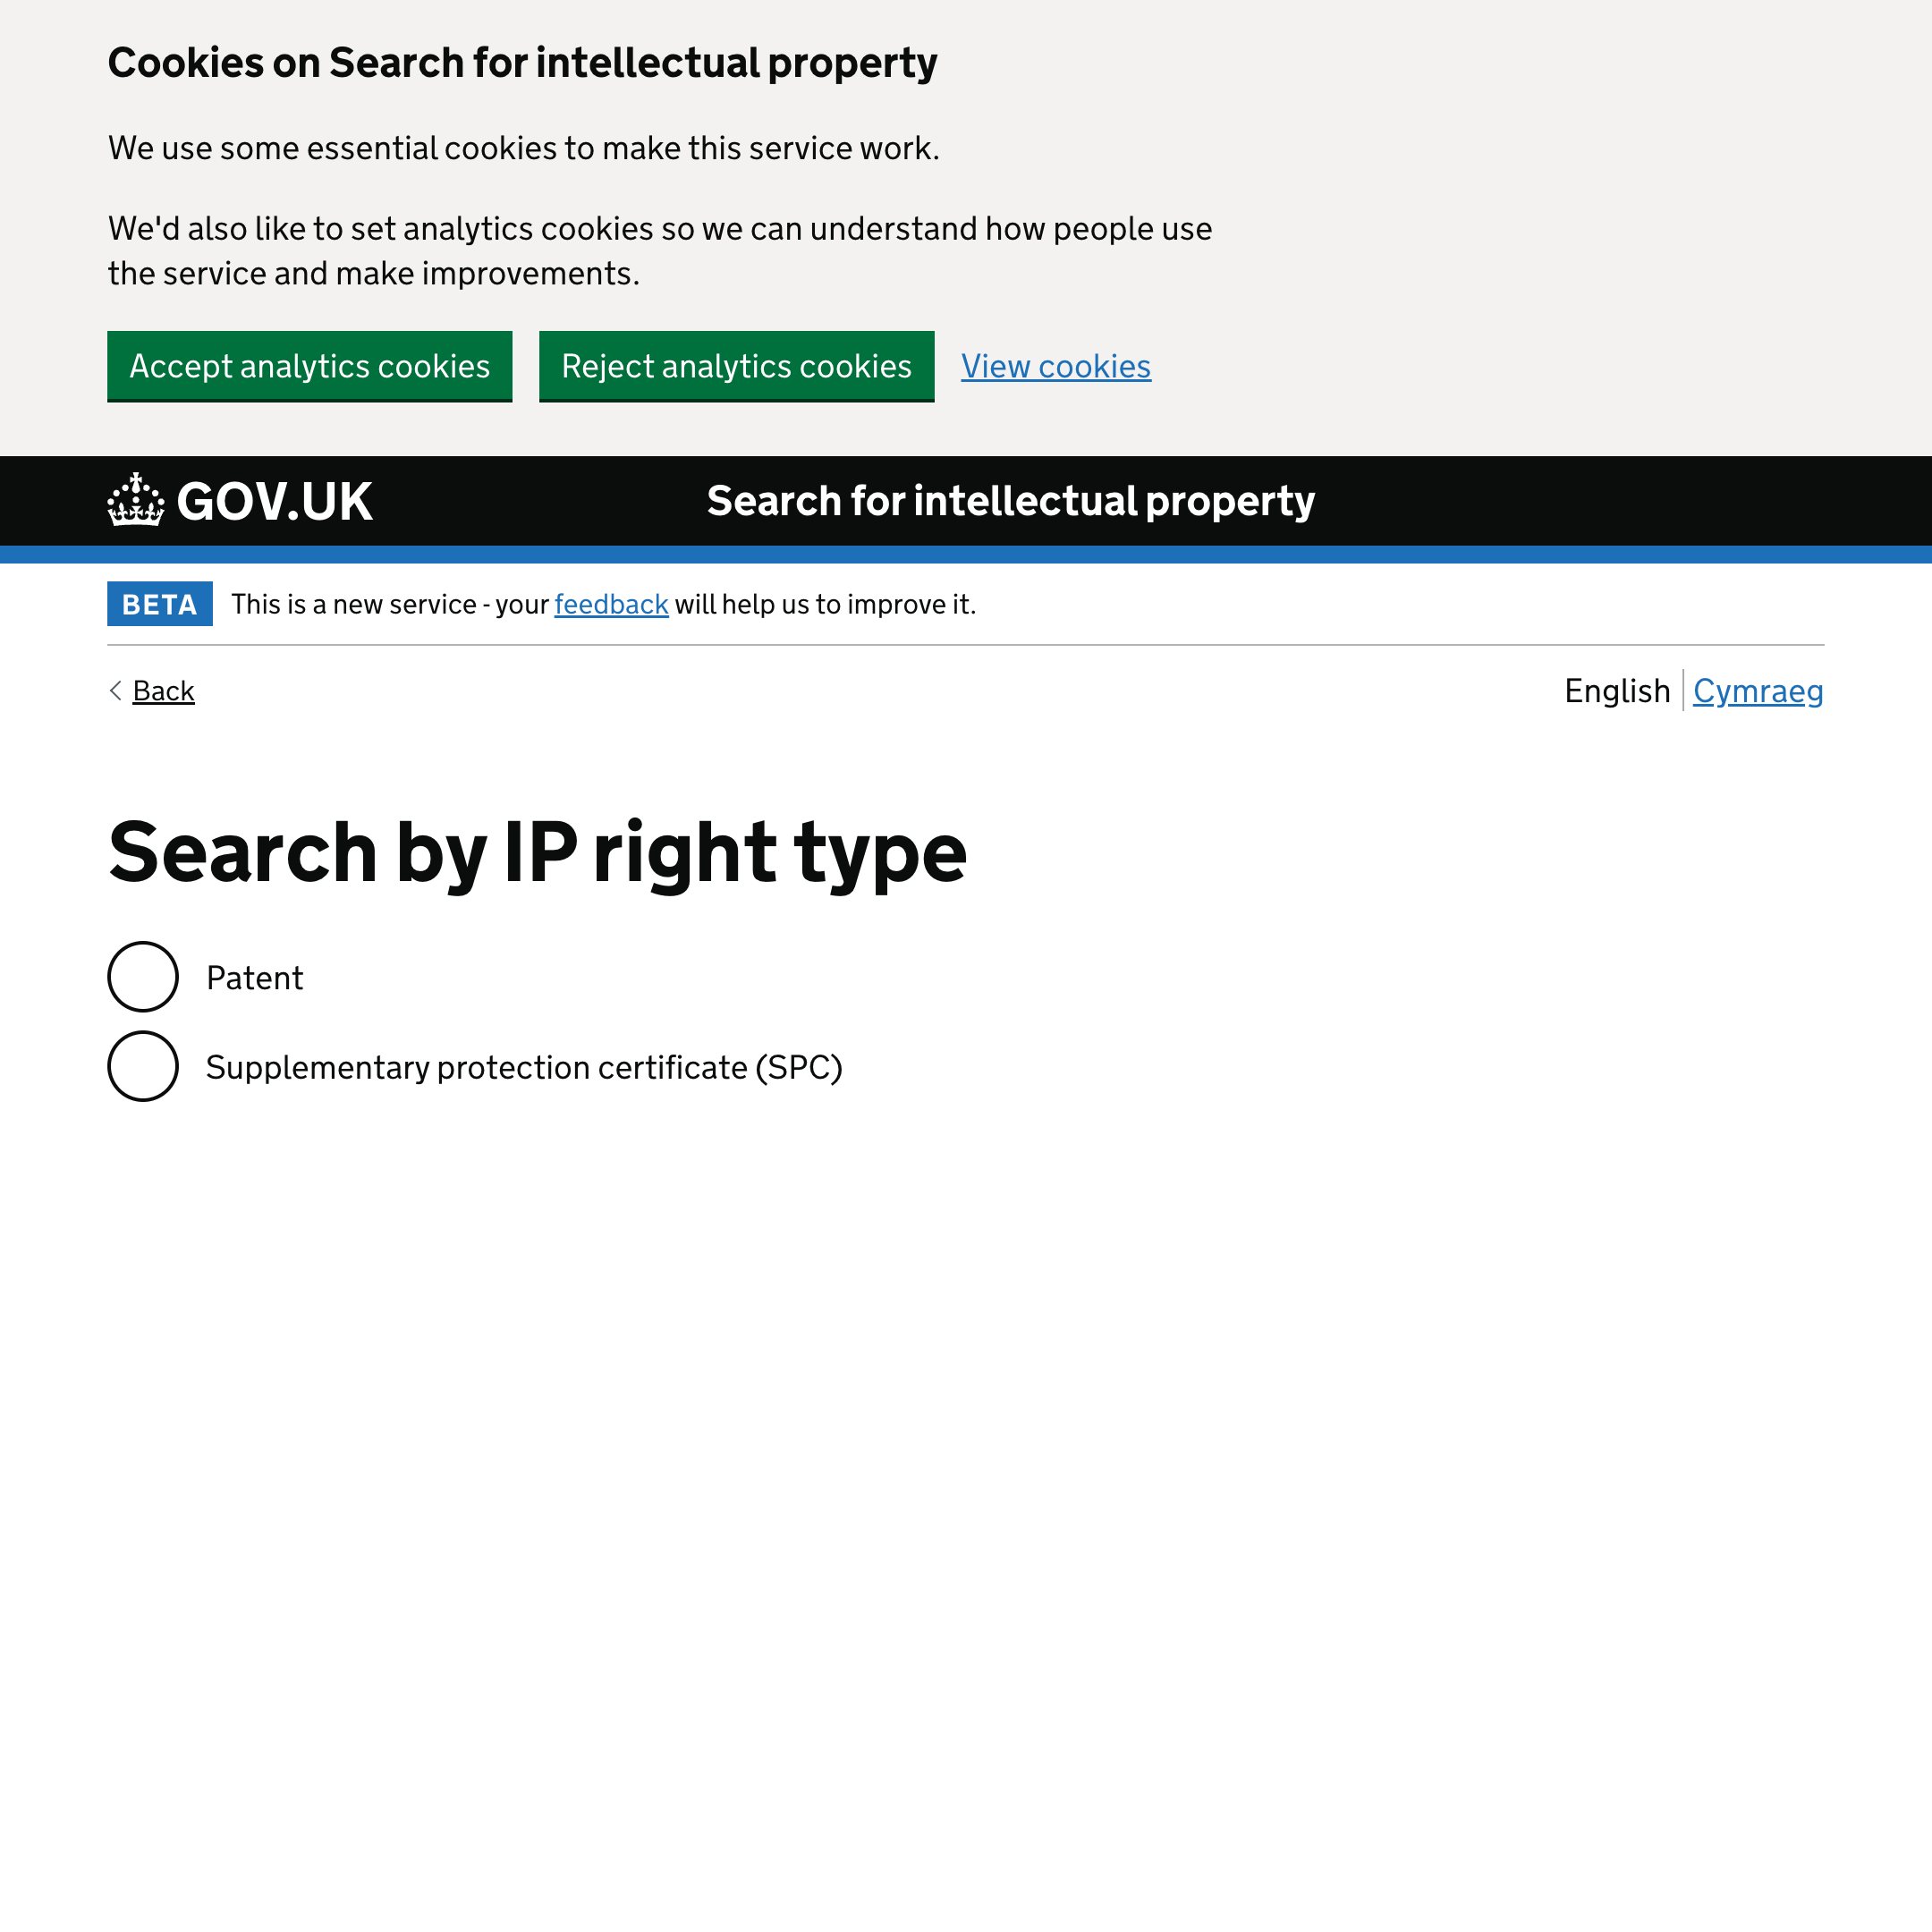 Cookies on Search for intellectual property
We use some essential cookies to make this service work.
We'd also like to set analytics cookies so we can understand how people use
the service and make improvements.
Accept analytics cookies Reject analytics cookies View cookies
GOV.UK Search for intellectual property
BETA This is a new service - your feedback will help us to improve it.
Back English Cymraeg
Search by IP right type
Patent
Supplementary protection certificate (SPC)